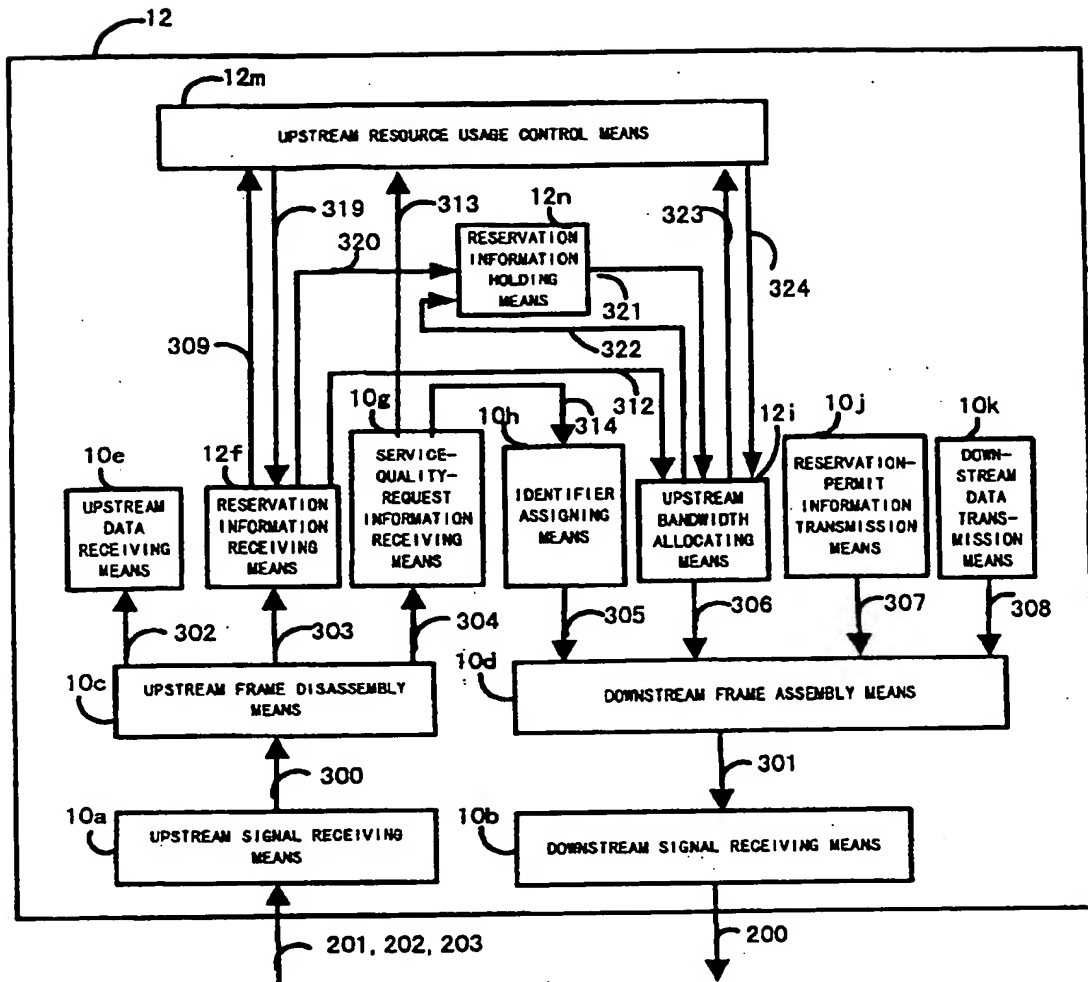 12
12m
UPSTREAM RESOURCE USAGE CONTROL MEANS
319
313
12n
323
320
RESERVATION
INFORMATION
HOLDING
MEANS
321
324
322
309
312
10g
314
10h
12i
10j
10k
10e
12f
UPSTREAM
DATA
RECEIVING
MEANS
RESERVATION
INFORMATION
RECEIVING
MEANS
SERVICE-
QUALITY-
REQUEST
INFORMATION
RECEIVING
MEANS
IDENTIFIER
ASSIGNING
MEANS
UPSTREAM
BANDWIDTH
ALLOCATING
MEANS
RESERVATION-
PERMIT
INFORMATION
TRANSMISSION
MEANS
DOWN-
STREAM
DATA
TRANS-
MISSION
MEANS
302
303
304
305
306
307
308
10c
UPSTREAM FRAME DISASSEMBLY
MEANS
10d
DOWNSTREAM FRAME ASSEMBLY MEANS
300
301
10a
UPSTREAM SIGNAL RECEIVING
MEANS
10b
DOWNSTREAM SIGNAL RECEIVING MEANS
201, 202, 203
200